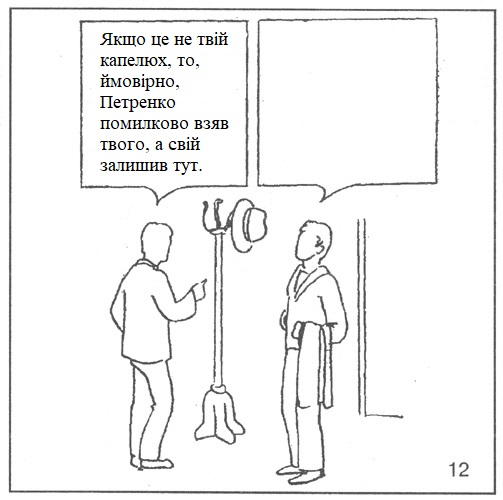 Якщо це не твій
капелюх, то,
ймовірно,
Петренко
помилково взяв
твого, а свій
залишив тут.
12